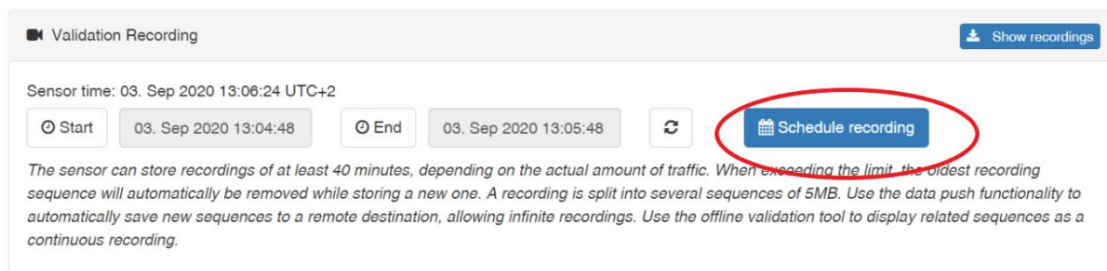 Validation Recording
Show recordings
Sensor time: 03. Sep 2020 13:06:24 UTC+2
Start 03. Sep 2020 13:04:48 End 03. Sep 2020 13:05:48 Schedule recording
The sensor can store recordings of at least 40 minutes, depending on the actual amount of traffic. When exceeding the limit, the oldest recording
sequence will automatically be removed while storing a new one. A recording is split into several sequences of 5MB. Use the data push functionality to
automatically save new sequences to a remote destination, allowing infinite recordings. Use the offline validation tool to display related sequences as a
continuous recording.